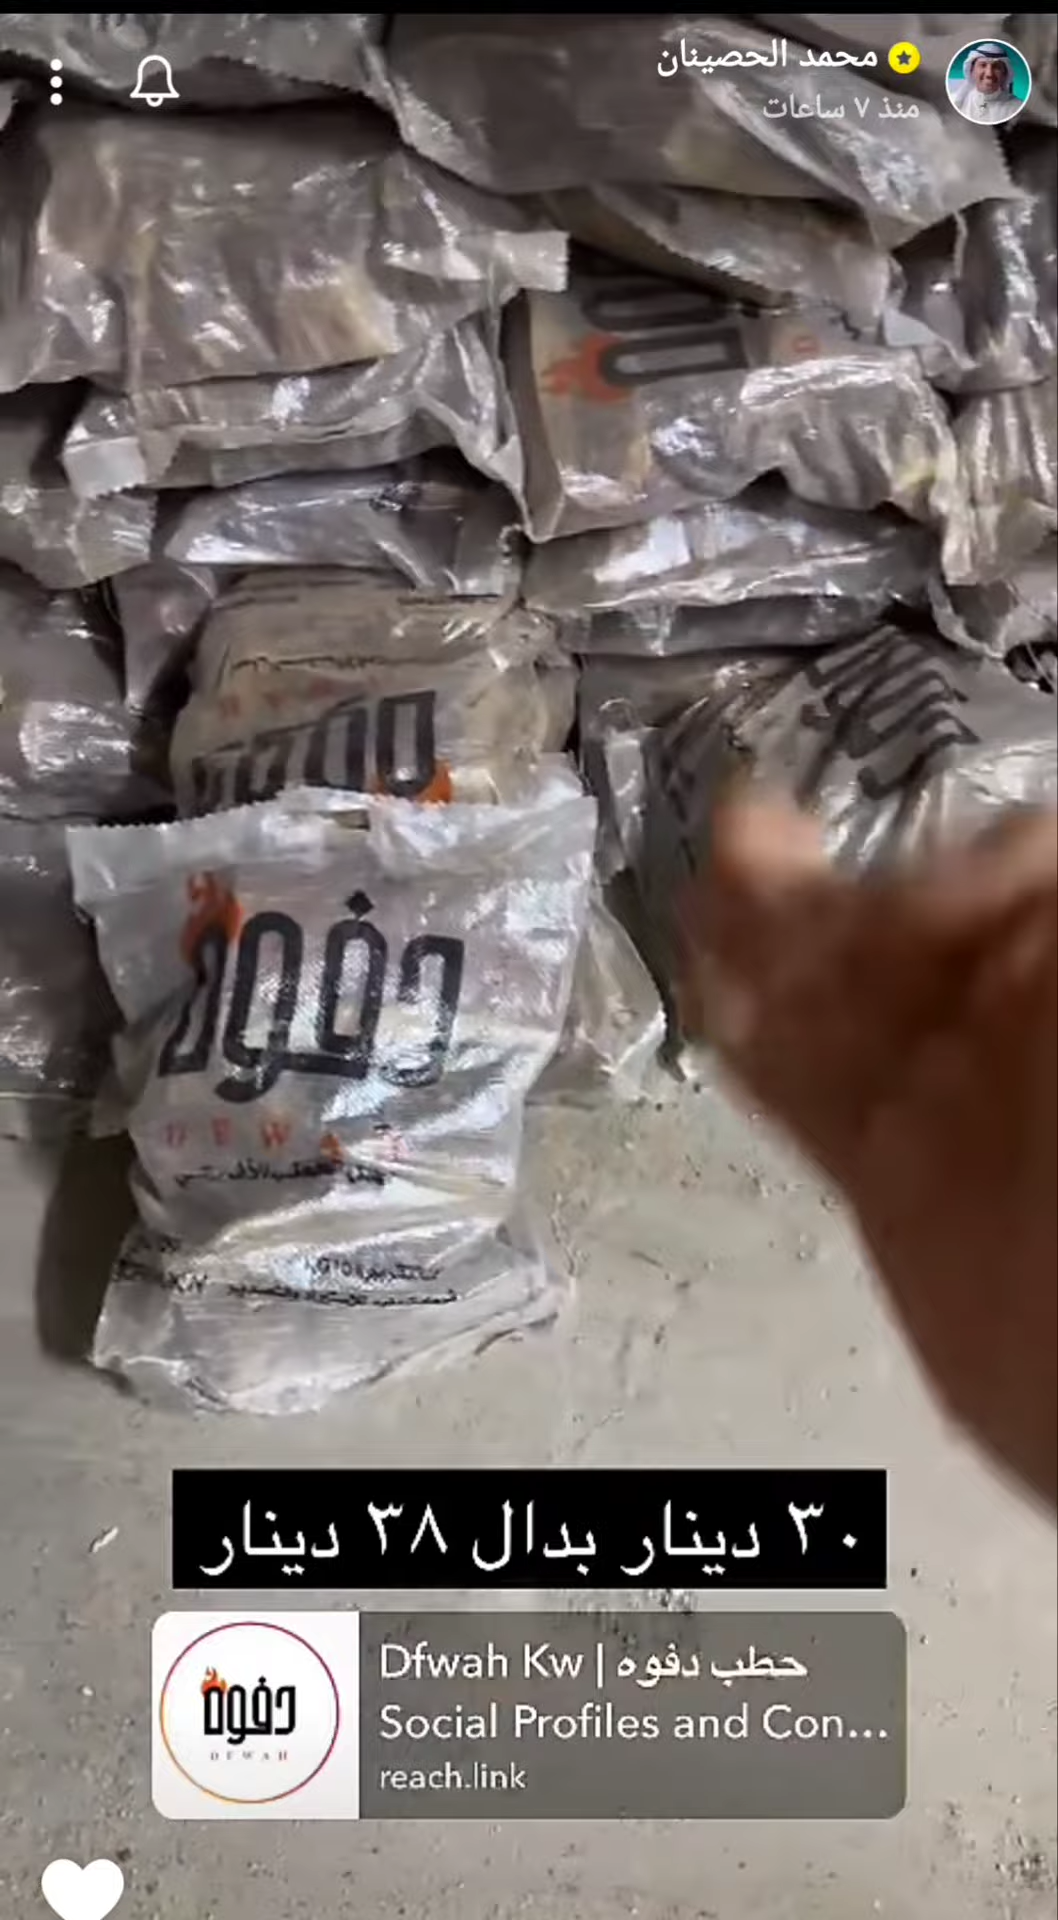 محمد الحصينان
منذ ٧ ساعات
دفوه
دفوه
٣٠ دينار بدال ٣٨ دينار
دفوه
DFWAH
Dfwah Kw | حطب دفوه
Social Profiles and Con...
reach.link